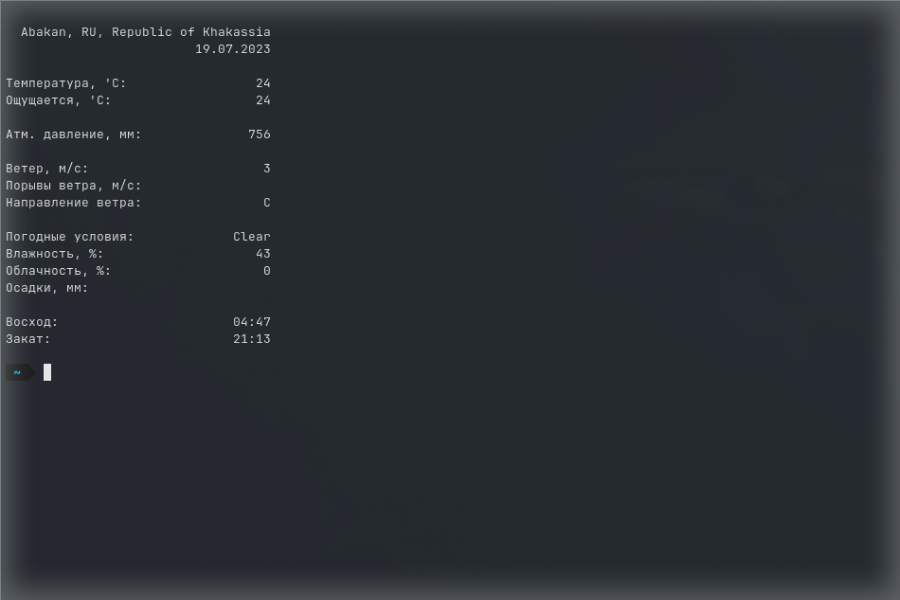 Abakan, RU, Republic of Khakassia
19.07.2023
Температура, 'C: 24
Ощущается, 'C: 24
Атм. давление, мм: 756
Ветер, м/с: 3
Порывы ветра, м/с:
Направление ветра: С
Погодные условия: Clear
Влажность, %: 43
Облачность, %: 0
Осадки, мм:
Восход: 04:47
Закат: 21:13
~